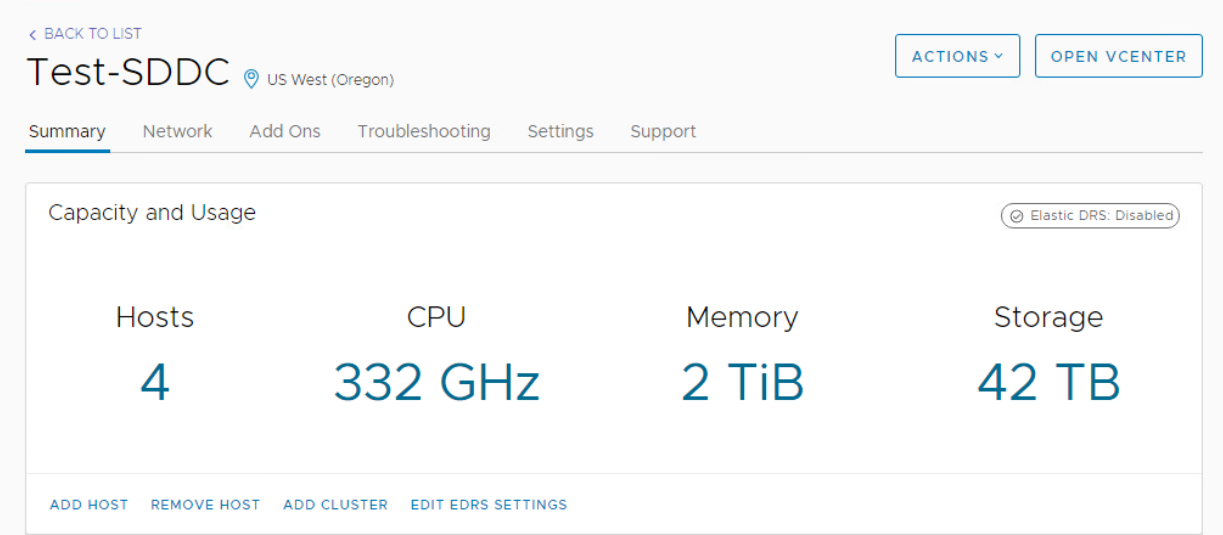 BACK TO LIST
Test-SDDC US West (Oregon)
ACTIONS OPEN VCENTER
Summary Network Add Ons Troubleshooting Settings Support
Capacity and Usage Elastic DRS: Disabled
Hosts CPU Memory Storage
4 332 GHz 2 TiB 42 TB
ADD HOST REMOVE HOST ADD CLUSTER EDIT EDRS SETTINGS